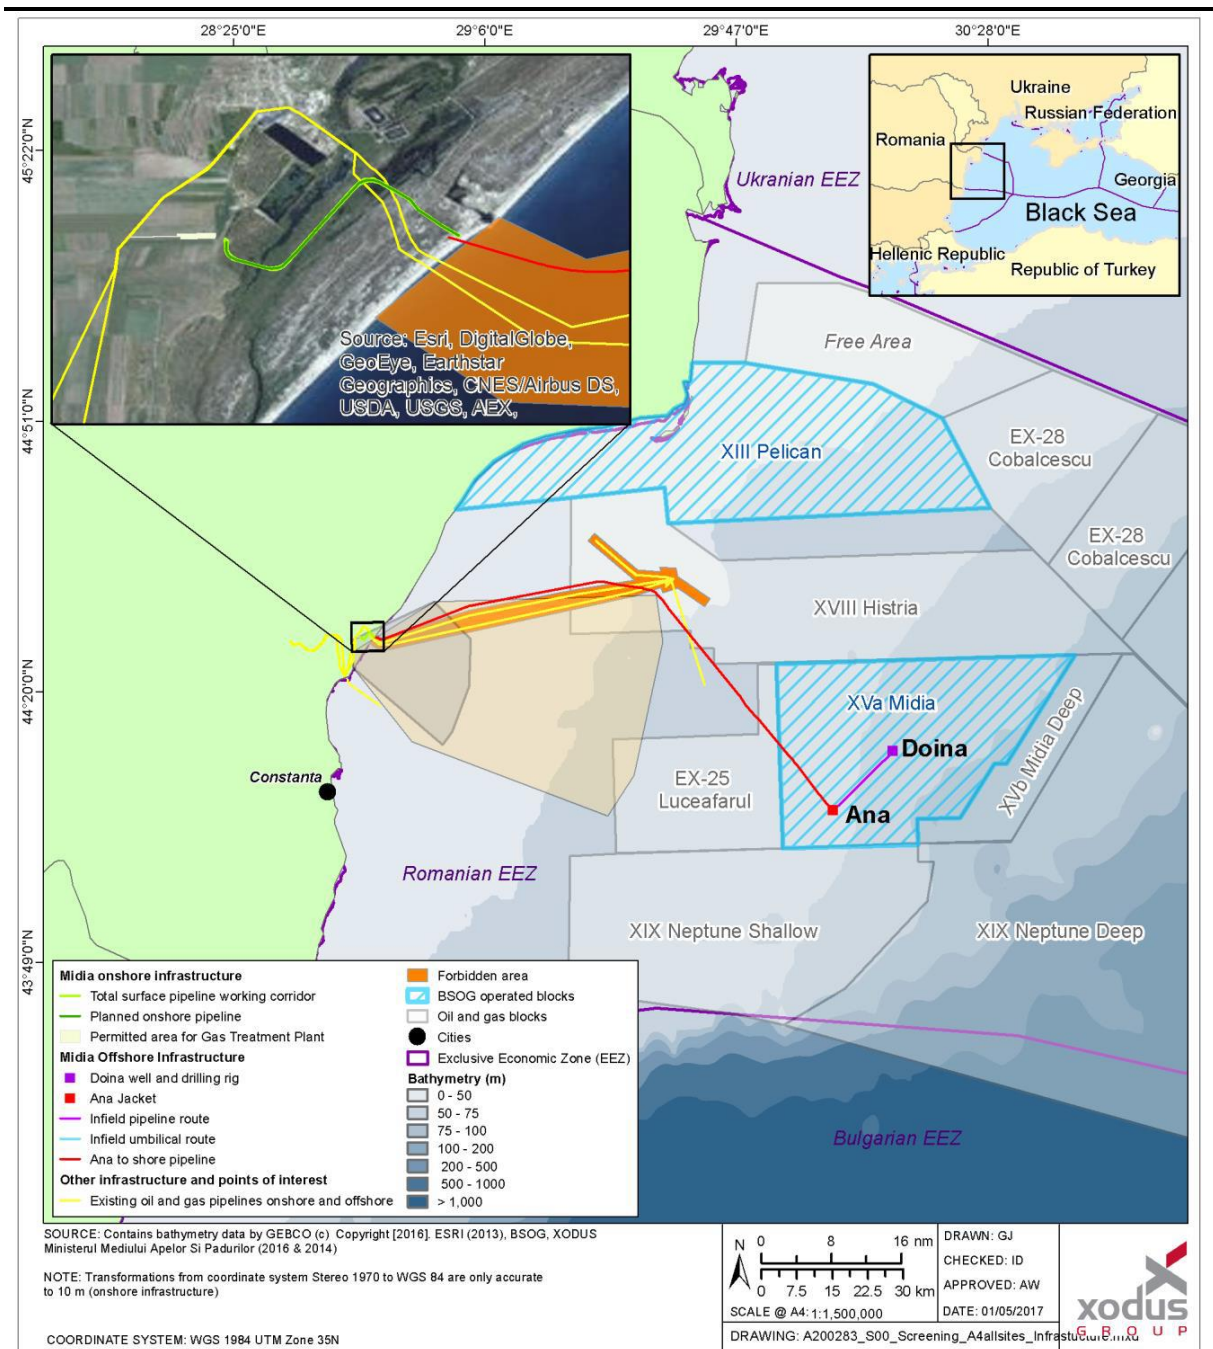 28°25'0"E
29°6'0"E
29°47'0"E
30°28'0"E
45°22'0"N
44°51'0"N
44°20'0"N
43°49'0"N
Source: Esri, DigitalGlobe,
GeoEye, Earthstar
Geographics, CNES/Airbus DS,
USDA, USGS, AEX,
Ukraine
Russian Federation
Romania
Georgia
Black Sea
Hellenic Republic
Republic of Turkey
Ukranian EEZ
Free Area
EX-28
Cobalcescu
XIII Pelican
EX-28
Cobalcescu
XVIII Histria
XVa Midia
XVb Midia Deep
Doina
Ana
EX-25
Luceafarul
Constanta
Romanian EEZ
XIX Neptune Shallow
XIX Neptune Deep
Bulgarian EEZ
Midia onshore infrastructure
Total surface pipeline working corridor
Planned onshore pipeline
Permitted area for Gas Treatment Plant
Midia Offshore Infrastructure
Doina well and drilling rig
Ana Jacket
Infield pipeline route
Infield umbilical route
Ana to shore pipeline
Other infrastructure and points of interest
Existing oil and gas pipelines onshore and offshore
Forbidden area
BSOG operated blocks
Oil and gas blocks
Cities
Exclusive Economic Zone (EEZ)
Bathymetry (m)
0 - 50
50 - 75
75 - 100
100 - 200
200 - 500
500 - 1000
> 1,000
SOURCE: Contains bathymetry data by GEBCO (c) Copyright [2016]. ESRI (2013), BSOG, XODUS
Ministerul Mediului Apelor Si Padurilor (2016 & 2014)
NOTE: Transformations from coordinate system Stereo 1970 to WGS 84 are only accurate
to 10 m (onshore infrastructure)
COORDINATE SYSTEM: WGS 1984 UTM Zone 35N
N
0 8 16 nm
0 7.5 15 22.5 30 km
SCALE @ A4: 1:1,500,000
DRAWN: GJ
CHECKED: ID
APPROVED: AW
DATE: 01/05/2017
DRAWING: A200283_S00_Screening_A4allsites_Infrastucture.mxd
xodus
GROUP